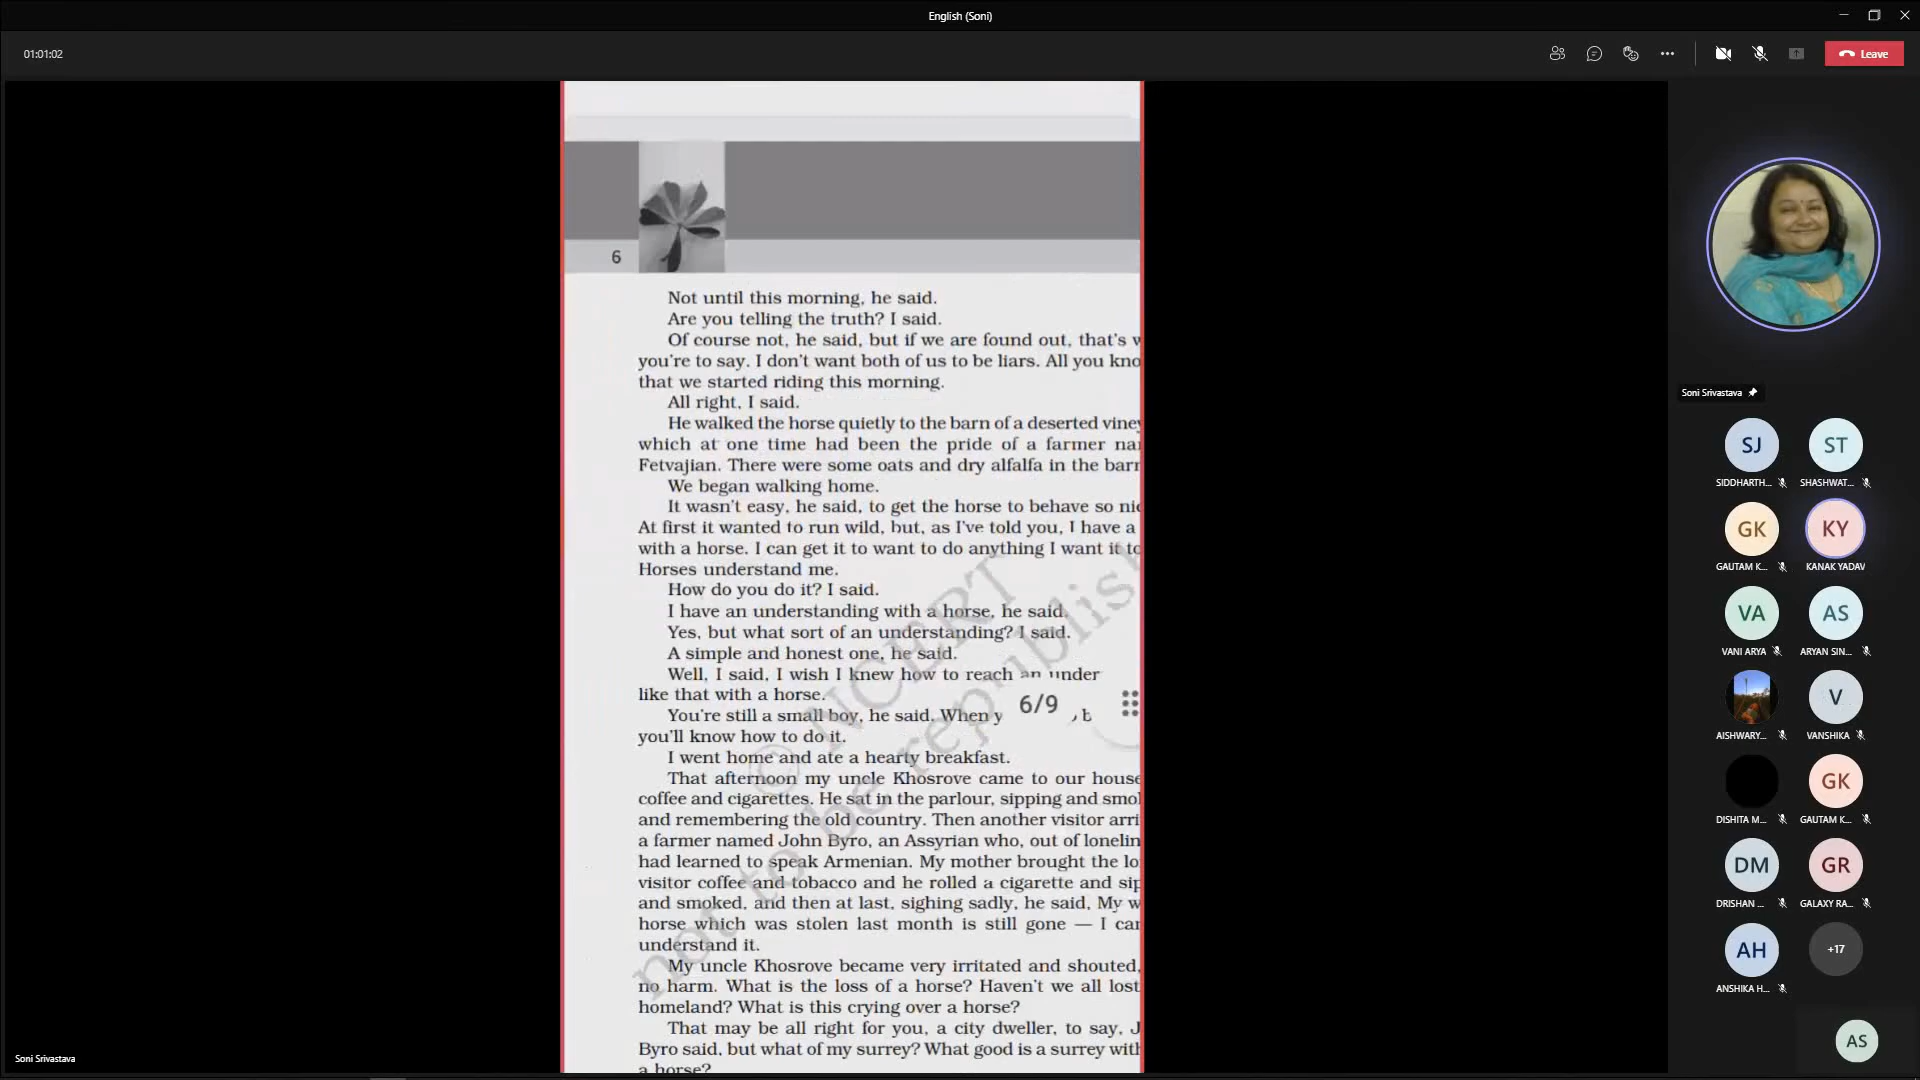 English (Soni)
01:01:02
Leave
6
Not until this morning, he said.
Are you telling the truth? I said.
Of course not, he said, but if we are found out, that's w
you're to say. I don't want both of us to be liars. All you kno
that we started riding this morning.
All right, I said.
He walked the horse quietly to the barn of a deserted viney
which at one time had been the pride of a farmer na
Fetvajian. There were some oats and dry alfalfa in the barn
We began walking home.
It wasn't easy, he said, to get the horse to behave so nic
At first it wanted to run wild, but, as I've told you, I have a
with a horse. I can get it to want to do anything I want it to
Horses understand me.
How do you do it? I said.
I have an understanding with a horse, he said.
Yes, but what sort of an understanding? I said.
A simple and honest one, he said.
Well, I said, I wish I knew how to reach an under
like that with a horse.
You're still a small boy, he said. When y
you'll know how to do it.
6/9
I went home and ate a hearty breakfast.
That afternoon my uncle Khosrove came to our house
coffee and cigarettes. He sat in the parlour, sipping and smo
and remembering the old country. Then another visitor arri
a farmer named John Byro, an Assyrian who, out of lonelin
had learned to speak Armenian. My mother brought the lo
visitor coffee and tobacco and he rolled a cigarette and sip
and smoked, and then at last, sighing sadly, he said, My w
horse which was stolen last month is still gone — I can
understand it.
My uncle Khosrove became very irritated and shouted,
no harm. What is the loss of a horse? Haven't we all lost
homeland? What is this crying over a horse?
That may be all right for you, a city dweller, to say, J
Byro said, but what of my surrey? What good is a surrey with
a horse?
© NCERT
not to be republish
Soni Srivastava
SJ
ST
SIDDHARTH...
SHASHWAT...
GK
KY
GAUTAM K...
KANAK YADAV
VA
AS
VANI ARYA
ARYAN SIN...
V
AISHWARY...
VANSHIKA
GK
DISHITA M...
GAUTAM K...
DM
GR
DRISHAN ...
GALAXY RA...
AH
+17
ANSHIKA H...
AS
Soni Srivastava